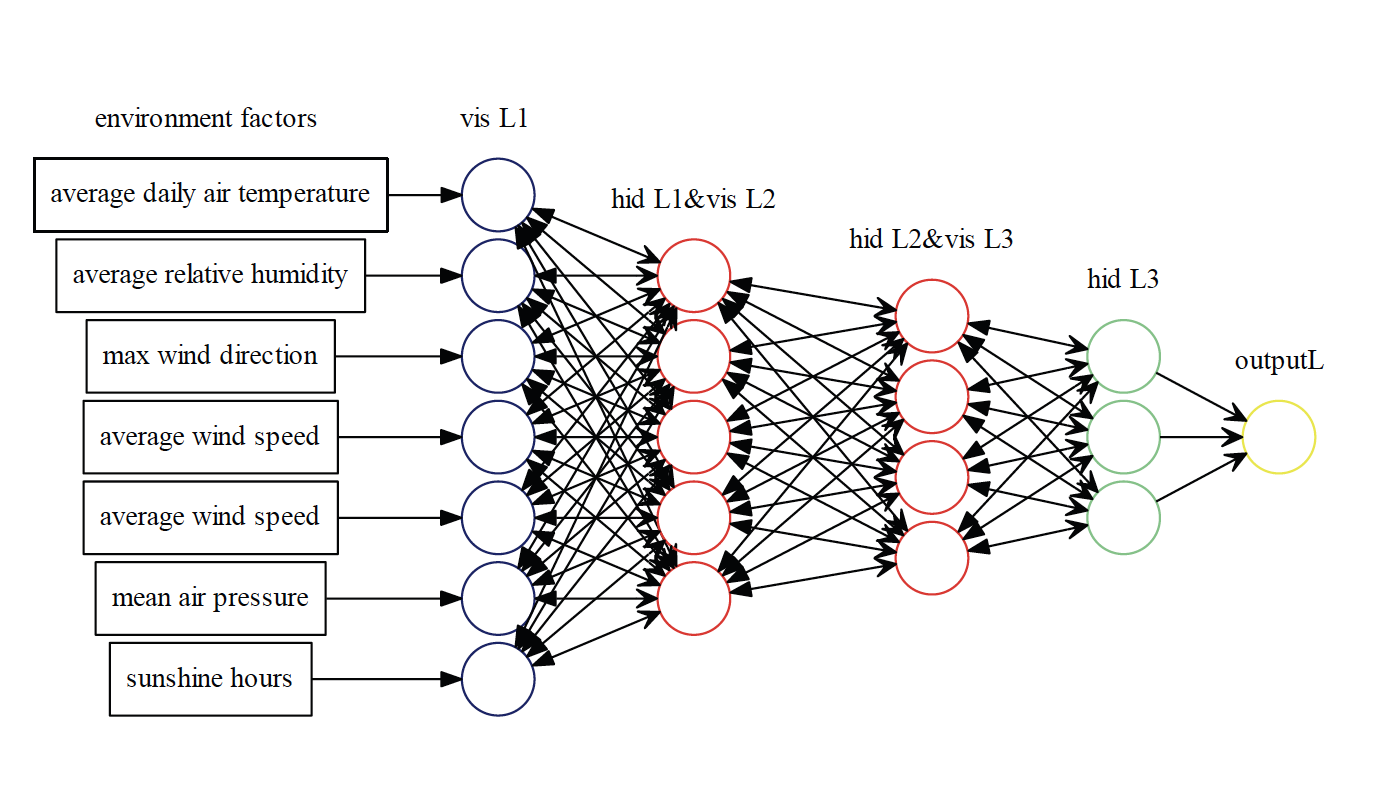 environment factors
vis L1
average daily air temperature
hid L1&vis L2
hid L2&vis L3
average relative humidity
hid L3
max wind direction
outputL
average wind speed
average wind speed
mean air pressure
sunshine hours